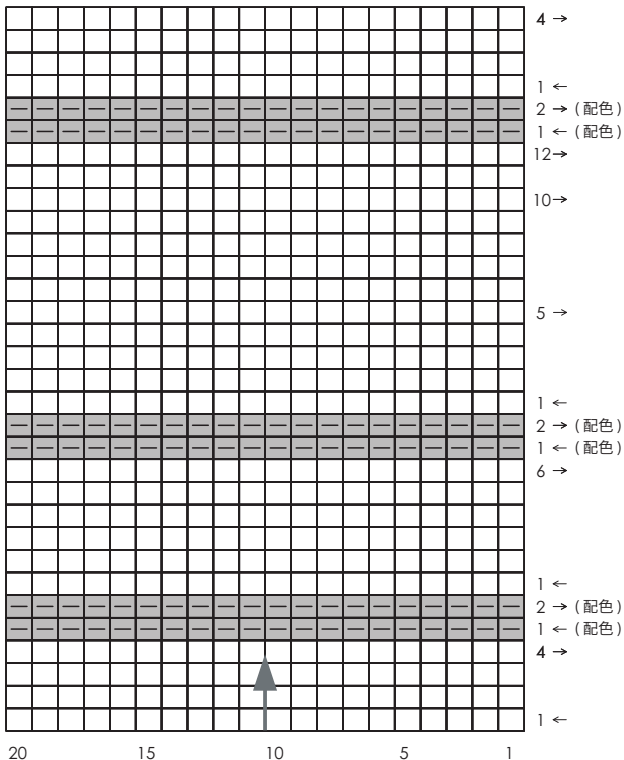 4 →
1 ←
2 → (配色)
1 ← (配色)
12→
10→
5 →
1 ←
2 → (配色)
1 ← (配色)
6 →
1 ←
2 → (配色)
1 ← (配色)
4 →
1 ←
20 15 10 5 1